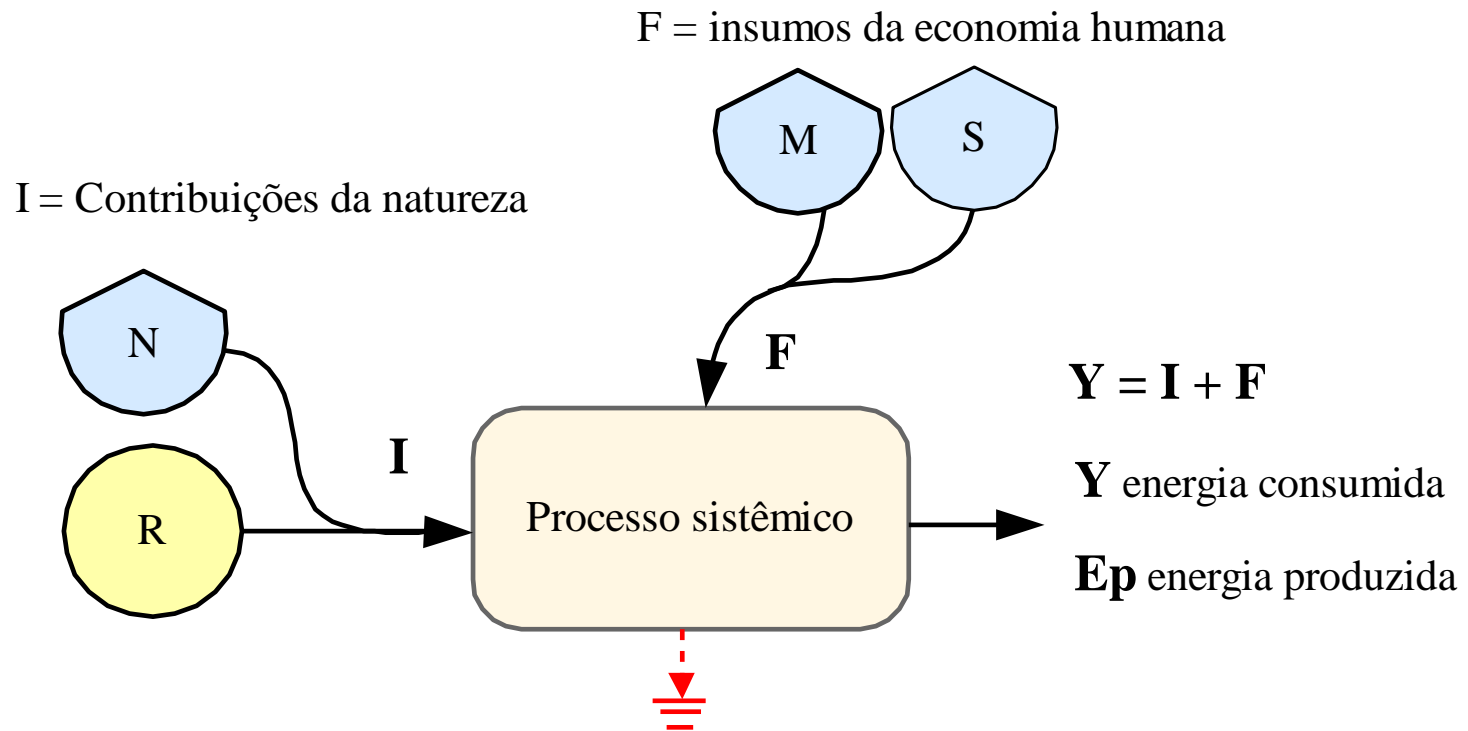 F = insumos da economia humana
M
S
I = Contribuições da natureza
N
F
Y = I + F
I
Y energia consumida
R
Processo sistêmico
Ep energia produzida